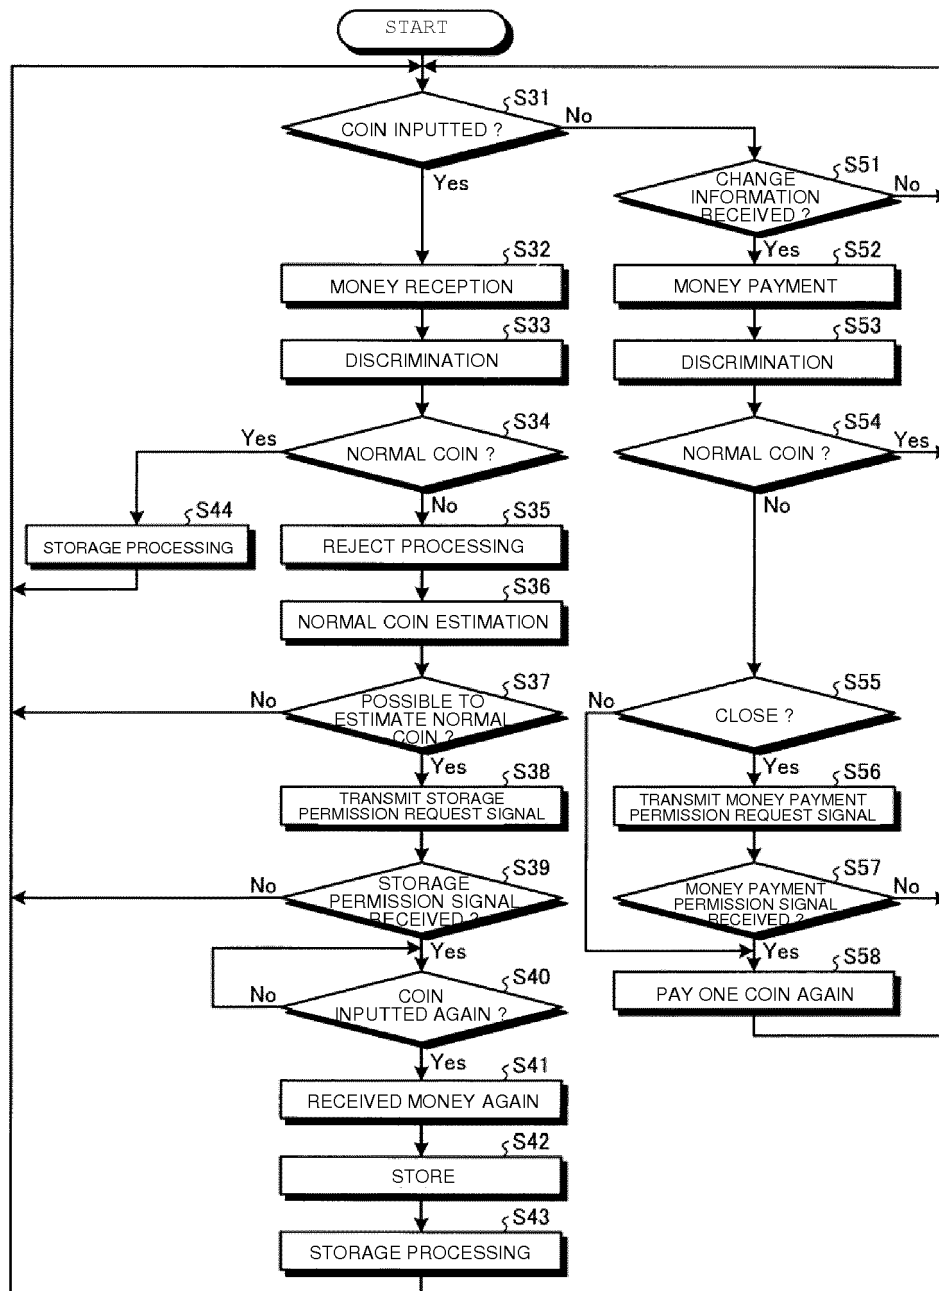 START
S31
COIN INPUTTED ?
No
Yes
S51
CHANGE
INFORMATION
RECEIVED ?
No
Yes
S32
MONEY RECEPTION
S52
MONEY PAYMENT
S33
DISCRIMINATION
S53
DISCRIMINATION
S34
NORMAL COIN ?
Yes
No
S54
NORMAL COIN ?
Yes
No
S44
STORAGE PROCESSING
S35
REJECT PROCESSING
S36
NORMAL COIN ESTIMATION
S37
POSSIBLE TO
ESTIMATE NORMAL
COIN ?
No
Yes
S55
CLOSE ?
No
Yes
S38
TRANSMIT STORAGE
PERMISSION REQUEST SIGNAL
S56
TRANSMIT MONEY PAYMENT
PERMISSION REQUEST SIGNAL
S39
STORAGE
PERMISSION SIGNAL
RECEIVED ?
No
Yes
S57
MONEY PAYMENT
PERMISSION SIGNAL
RECEIVED ?
No
Yes
S40
COIN
INPUTTED AGAIN ?
No
Yes
S58
PAY ONE COIN AGAIN
S41
RECEIVED MONEY AGAIN
S42
STORE
S43
STORAGE PROCESSING